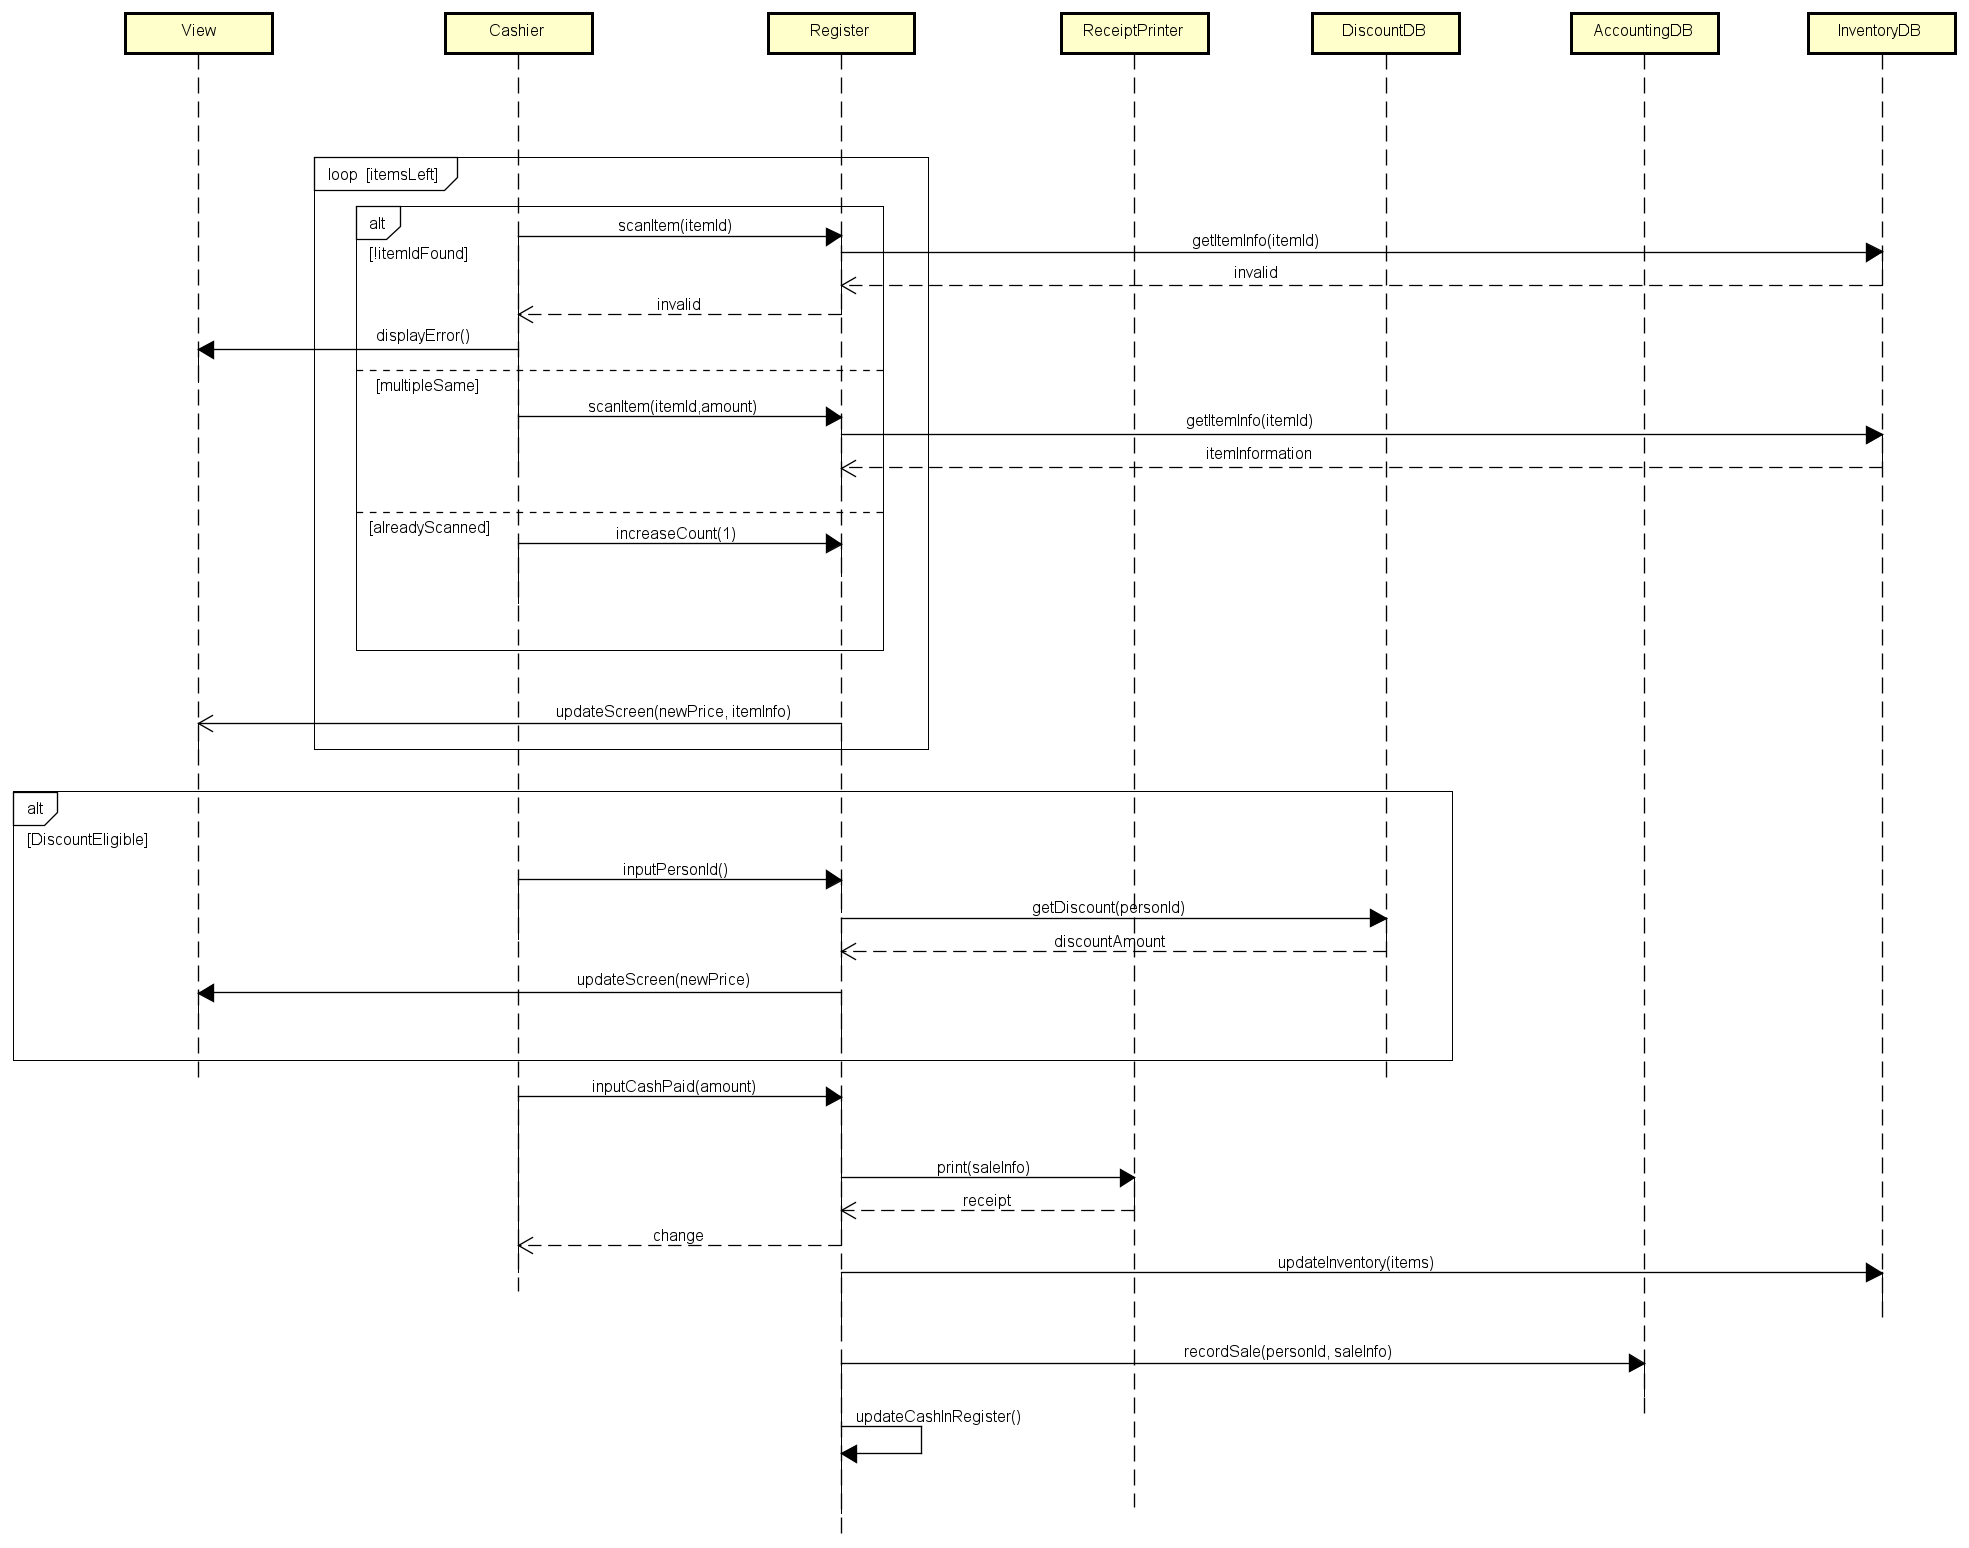 View
Cashier
Register
ReceiptPrinter
DiscountDB
AccountingDB
InventoryDB
loop [itemsLeft]
alt
scanItem(itemId)
getItemInfo(itemId)
[!itemIdFound]
invalid
invalid
displayError()
[multipleSame]
scanItem(itemId,amount)
getItemInfo(itemId)
itemInformation
[alreadyScanned]
increaseCount(1)
updateScreen(newPrice, itemInfo)
alt
[DiscountEligible]
inputPersonId()
getDiscount(personId)
discountAmount
updateScreen(newPrice)
inputCashPaid(amount)
print(saleInfo)
receipt
change
updateInventory(items)
recordSale(personId, saleInfo)
updateCashInRegister()